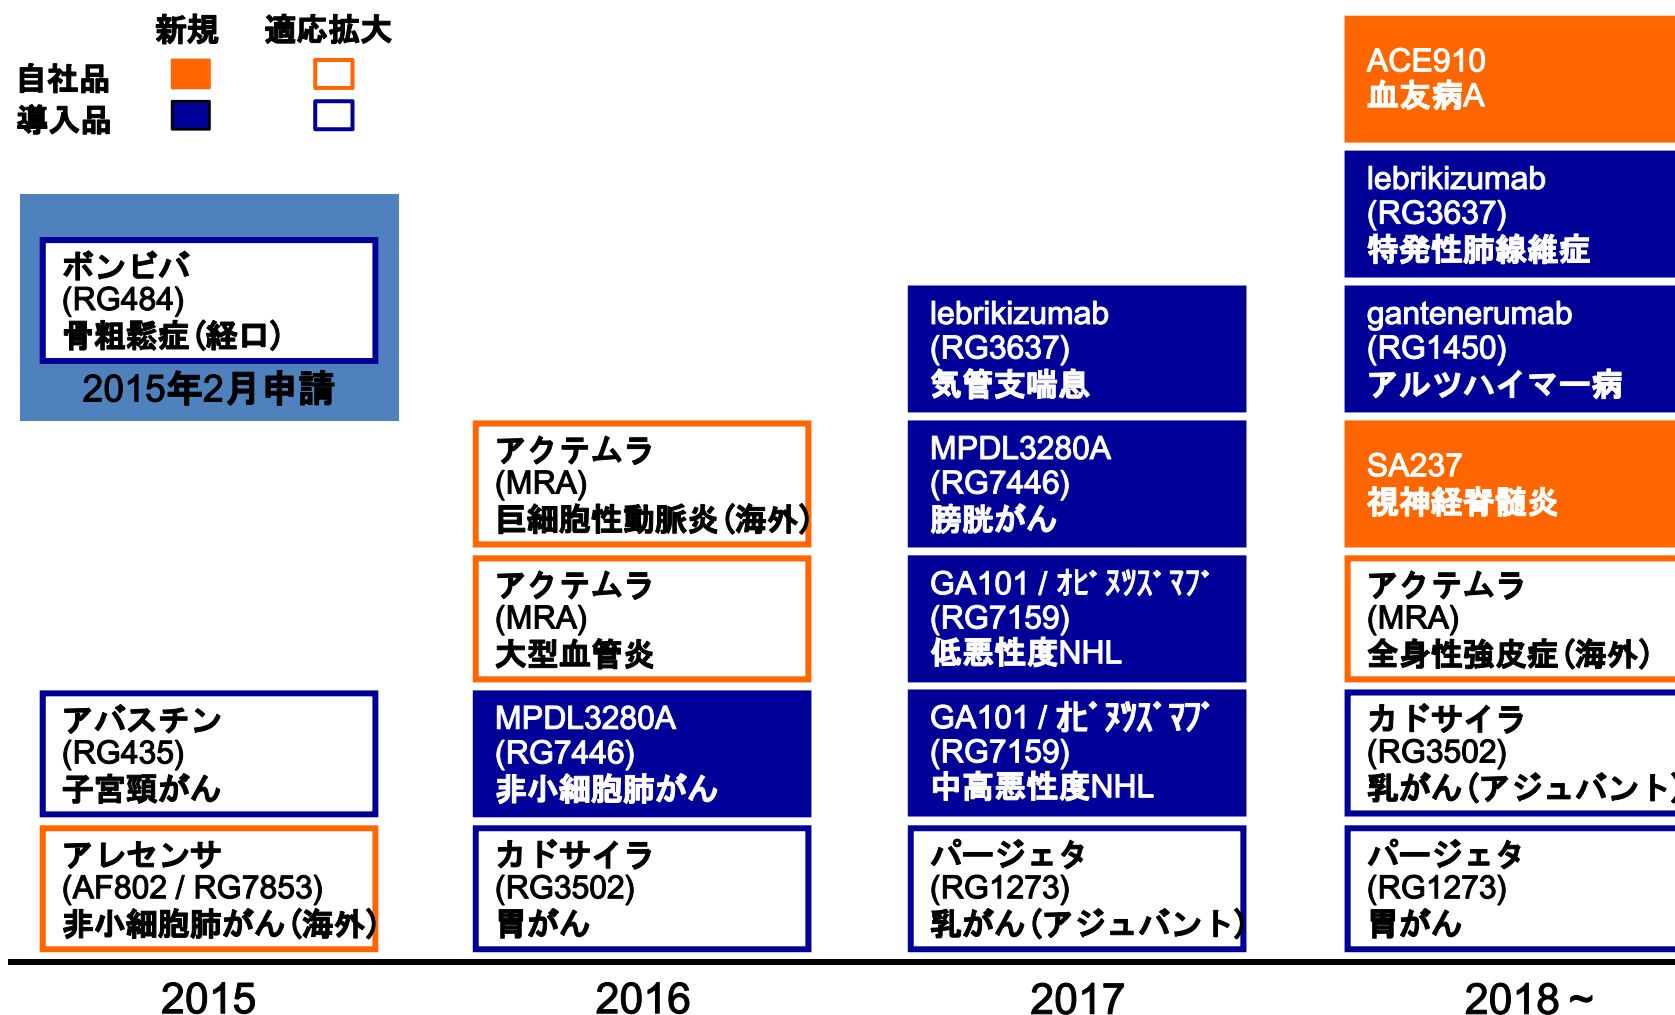 新規 適応拡大
自社品
導入品
ボンビバ
(RG484)
骨粗鬆症(経口)
2015年2月申請
アバスチン
(RG435)
子宮頸がん
アレセンサ
(AF802 / RG7853)
非小細胞肺がん(海外)
2015
アクテムラ
(MRA)
巨細胞性動脈炎(海外)
アクテムラ
(MRA)
大型血管炎
MPDL3280A
(RG7446)
非小細胞肺がん
カドサイラ
(RG3502)
胃がん
2016
lebrikizumab
(RG3637)
気管支喘息
MPDL3280A
(RG7446)
膀胱がん
GA101 / ｵﾋﾞﾇﾂｽﾞﾏﾌﾞ
(RG7159)
低悪性度NHL
GA101 / ｵﾋﾞﾇﾂｽﾞﾏﾌﾞ
(RG7159)
中高悪性度NHL
パージェタ
(RG1273)
乳がん(アジュバント)
2017
ACE910
血友病A
lebrikizumab
(RG3637)
特発性肺線維症
gantenerumab
(RG1450)
アルツハイマー病
SA237
視神経脊髄炎
アクテムラ
(MRA)
全身性強皮症(海外)
カドサイラ
(RG3502)
乳がん(アジュバント)
パージェタ
(RG1273)
胃がん
2018～